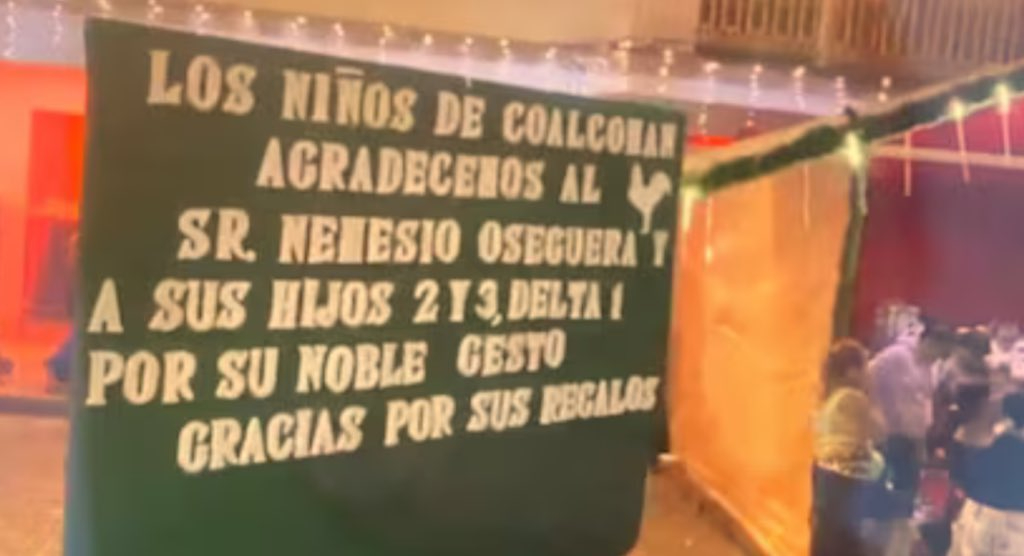 LOS NIÑOS DE COALCOMAN
AGRADECEMOS AL
SR. NEMESIO OSEGUERA Y
A SUS HIJOS 2 Y 3, DELTA 1
POR SU NOBLE GESTO
GRACIAS POR SUS REGALOS